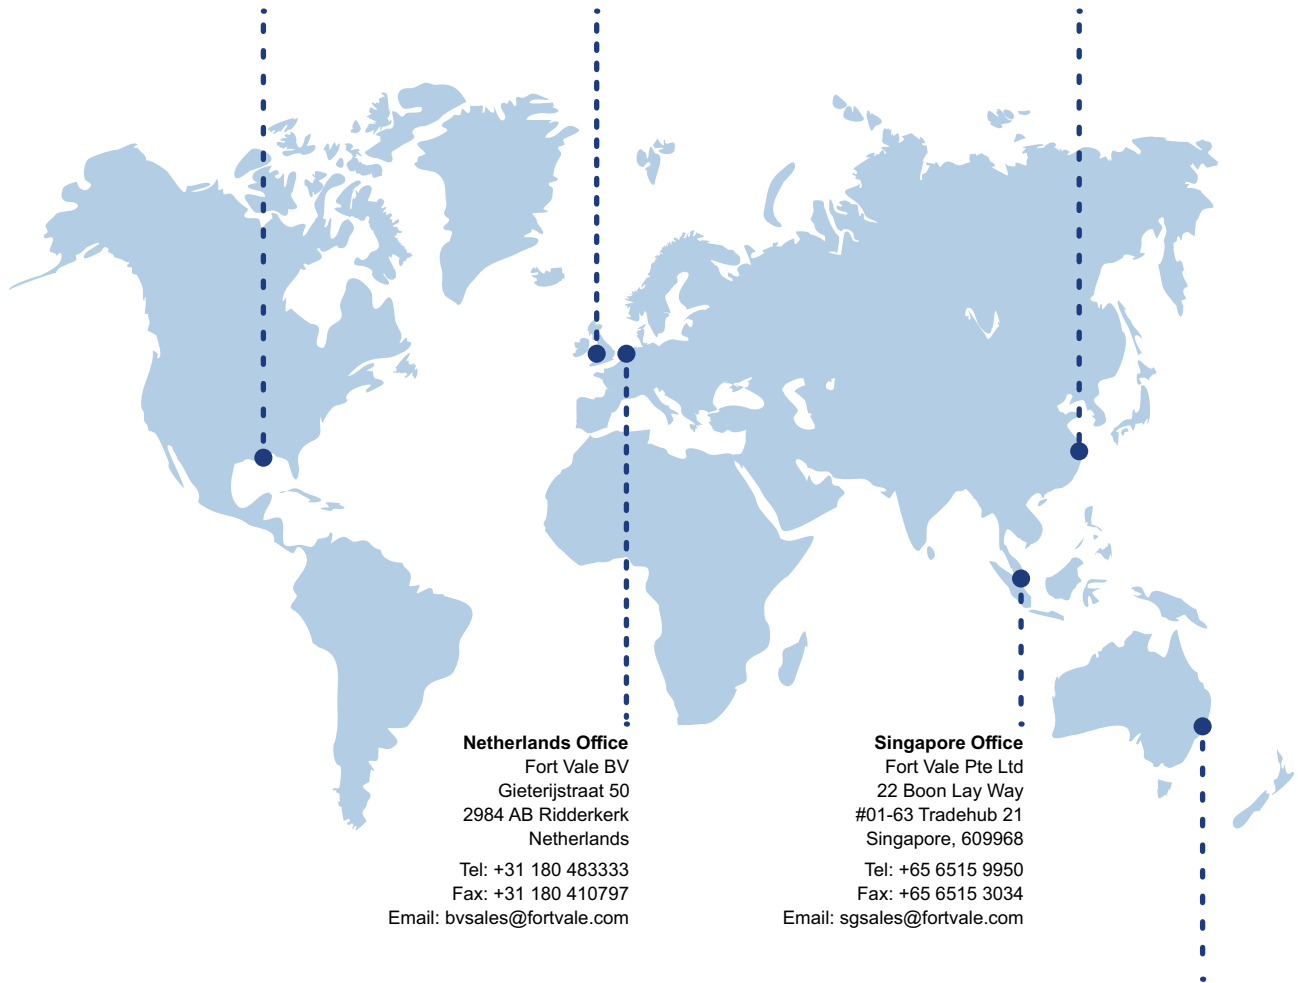 Netherlands Office
Fort Vale BV
Gieterijstraat 50
2984 AB Ridderkerk
Netherlands
Tel: +31 180 483333
Fax: +31 180 410797
Email: bvsales@fortvale.com
Singapore Office
Fort Vale Pte Ltd
22 Boon Lay Way
#01-63 Tradehub 21
Singapore, 609968
Tel: +65 6515 9950
Fax: +65 6515 3034
Email: sgsales@fortvale.com